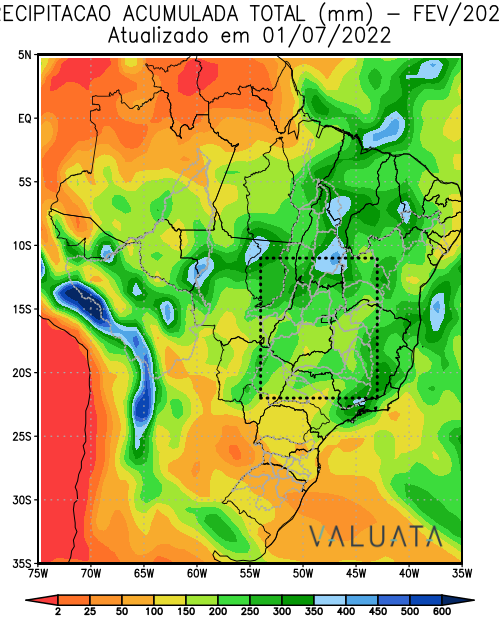 RECIPITACAO ACUMULADA TOTAL (mm) – FEV/202
Atualizado em 01/07/2022
5N
EQ
5S
10S
15S
20S
25S
30S
35S
VALUATA
75W 70W 65W 60W 55W 50W 45W 40W 35W
2 25 50 100 150 200 250 300 350 400 450 500 600